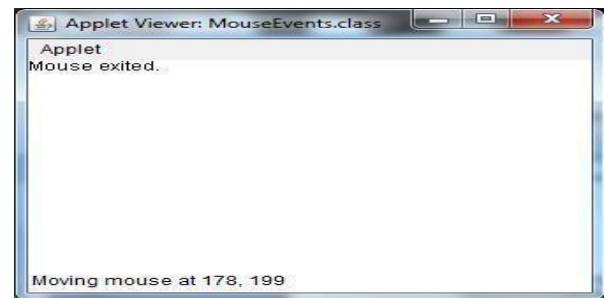 Applet Viewer: MouseEvents.class
Applet
Mouse exited.
Moving mouse at 178, 199